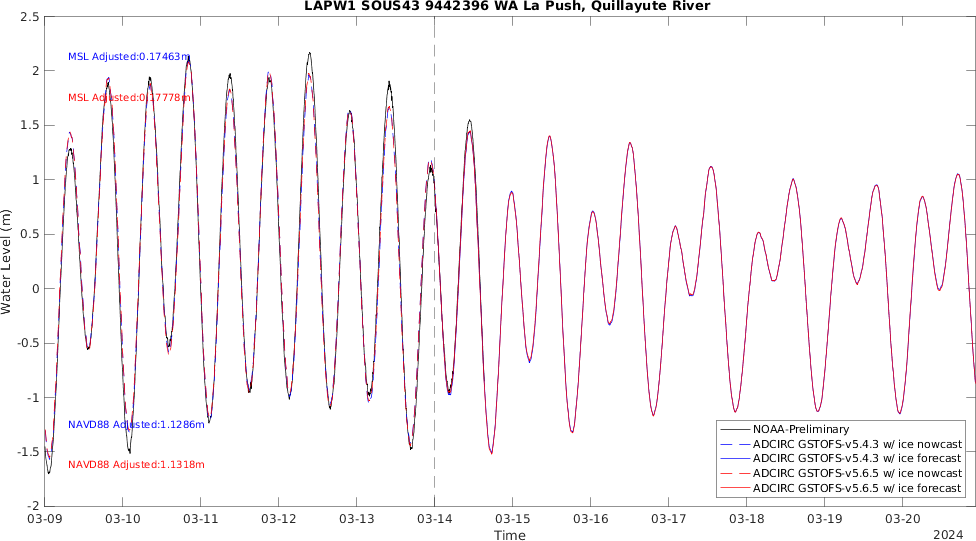 LAPW1 SOUS43 9442396 WA La Push, Quillayute River
2.5
2
1.5
1
0.5
0
-0.5
-1
-1.5
-2
Water Level (m)
MSL Adjusted:0.17463m
MSL Adjusted:0.17778m
NAVD88 Adjusted:1.1286m
NAVD88 Adjusted:1.1318m
NOAA-Preliminary
ADCIRC GSTOFS-v5.4.3 w/ ice nowcast
ADCIRC GSTOFS-v5.4.3 w/ ice forecast
ADCIRC GSTOFS-v5.6.5 w/ ice nowcast
ADCIRC GSTOFS-v5.6.5 w/ ice forecast
03-09 03-10 03-11 03-12 03-13 03-14 03-15 03-16 03-17 03-18 03-19 03-20
Time
2024